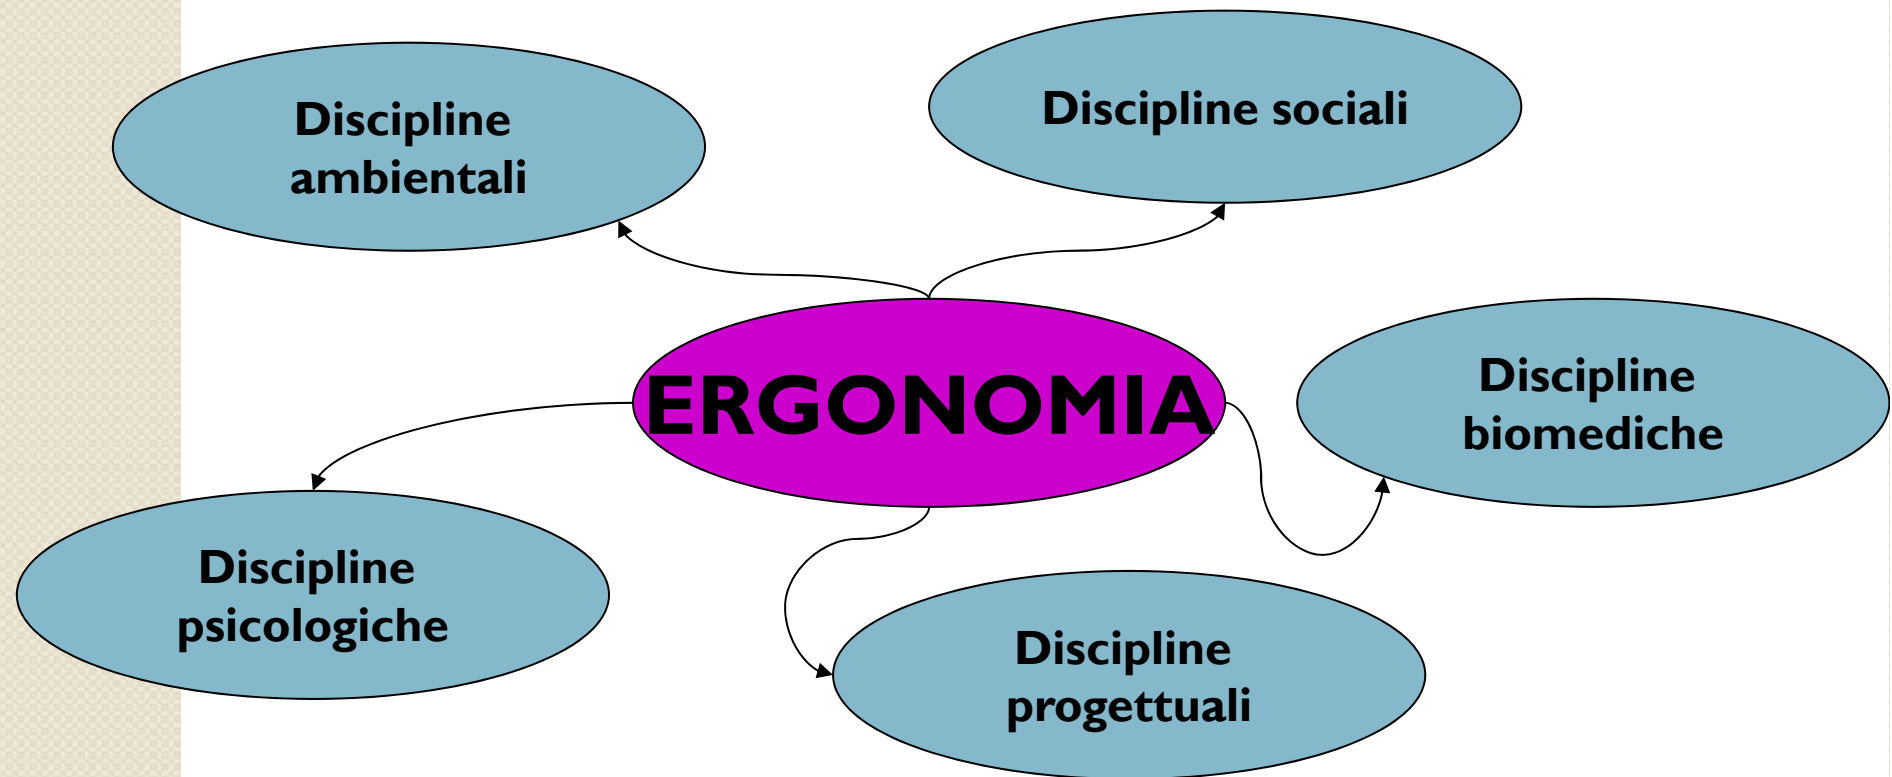 Discipline
ambientali
Discipline sociali
ERGONOMIA
Discipline
biomediche
Discipline
psicologiche
Discipline
progettuali